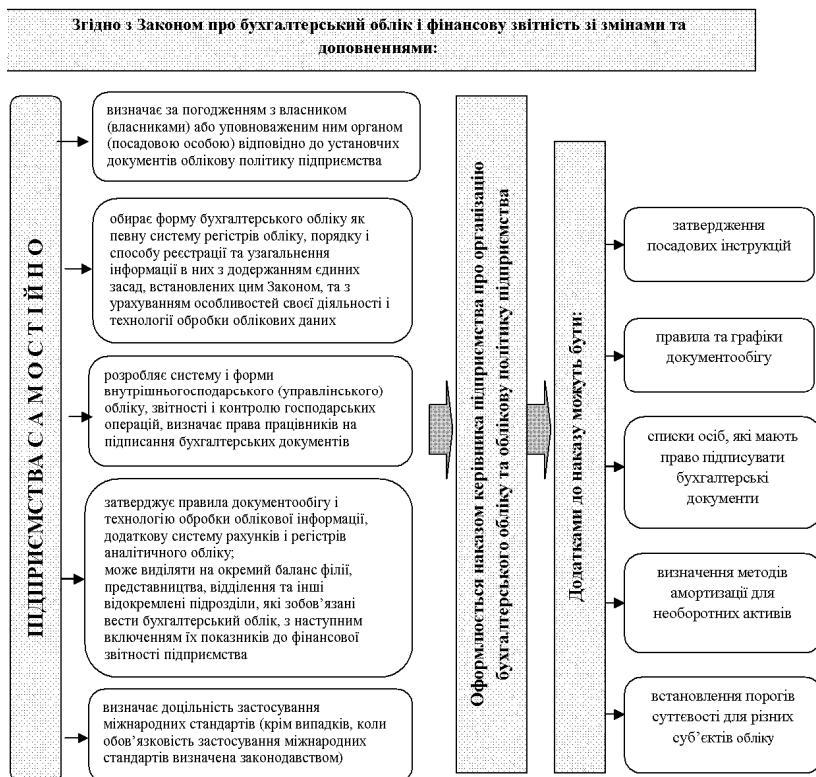 Згідно з Законом про бухгалтерський облік і фінансову звітність зі змінами та
доповненнями:
ПІДПРИЄМСТВА С А М О С Т І Й Н О
визначає за погодженням з власником
(власниками) або уповноваженим ним органом
(посадовою особою) відповідно до установчих
документів облікову політику підприємства
обирає форму бухгалтерського обліку як
певну систему регістрів обліку, порядку і
способу реєстрації та узагальнення
інформації в них з додержанням єдиних
засад, встановлених цим Законом, та з
урахуванням особливостей своєї діяльності і
технології обробки облікових даних
розробляє систему і форми
внутрішньогосподарського (управлінського)
обліку, звітності і контролю господарських
операцій, визначає права працівників на
підписання бухгалтерських документів
затверджує правила документообігу і
технологію обробки облікової інформації,
додаткову систему рахунків і регістрів
аналітичного обліку;
може виділяти на окремий баланс філії,
представництва, відділення та інші
відокремлені підрозділи, які зобов’язані
вести бухгалтерський облік, з наступним
включенням їх показників до фінансової
звітності підприємства
визначає доцільність застосування
міжнародних стандартів (крім випадків, коли
обов’язковість застосування міжнародних
стандартів визначена законодавством)
Оформлюється наказом керівника підприємства про організацію
бухгалтерського обліку та облікову політику підприємства
Додатками до наказу можуть бути:
затвердження
посадових інструкцій
правила та графіки
документообігу
списки осіб, які мають
право підписувати
бухгалтерські
документи
визначення методів
амортизації для
необоротних активів
встановлення порогів
суттєвості для різних
суб’єктів обліку